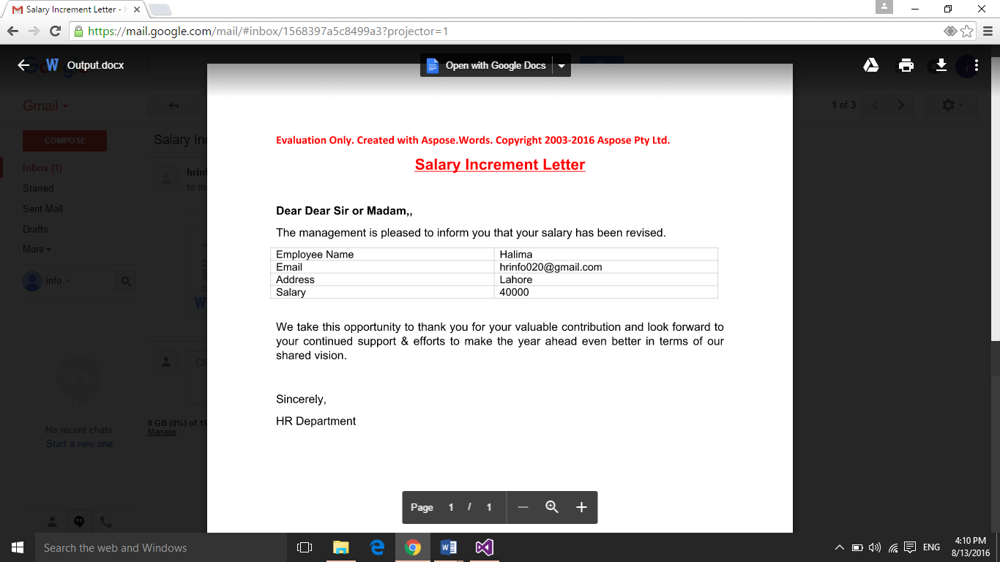 Salary Increment Letter -
https://mail.google.com/mail/#inbox/1568397a5c8499a3?projector=1
Output.docx
Open with Google Docs
Gmail
1 of 3
COMPOSE
Salary In
Inbox (1)
Starred
Sent Mail
Drafts
More
hrinf
to m
info
Evaluation Only. Created with Aspose.Words. Copyright 2003-2016 Aspose Pty Ltd.
Salary Increment Letter
Dear Dear Sir or Madam,,
The management is pleased to inform you that your salary has been revised.
Employee Name Halima
Email hrinfo020@gmail.com
Address Lahore
Salary 40000
We take this opportunity to thank you for your valuable contribution and look forward to
your continued support & efforts to make the year ahead even better in terms of our
shared vision.
Sincerely,
HR Department
0 GB (0%) of 15
Manage
No recent chats
Start a new one
Page 1 / 1
Search the web and Windows
ENG
4:10 PM
8/13/2016